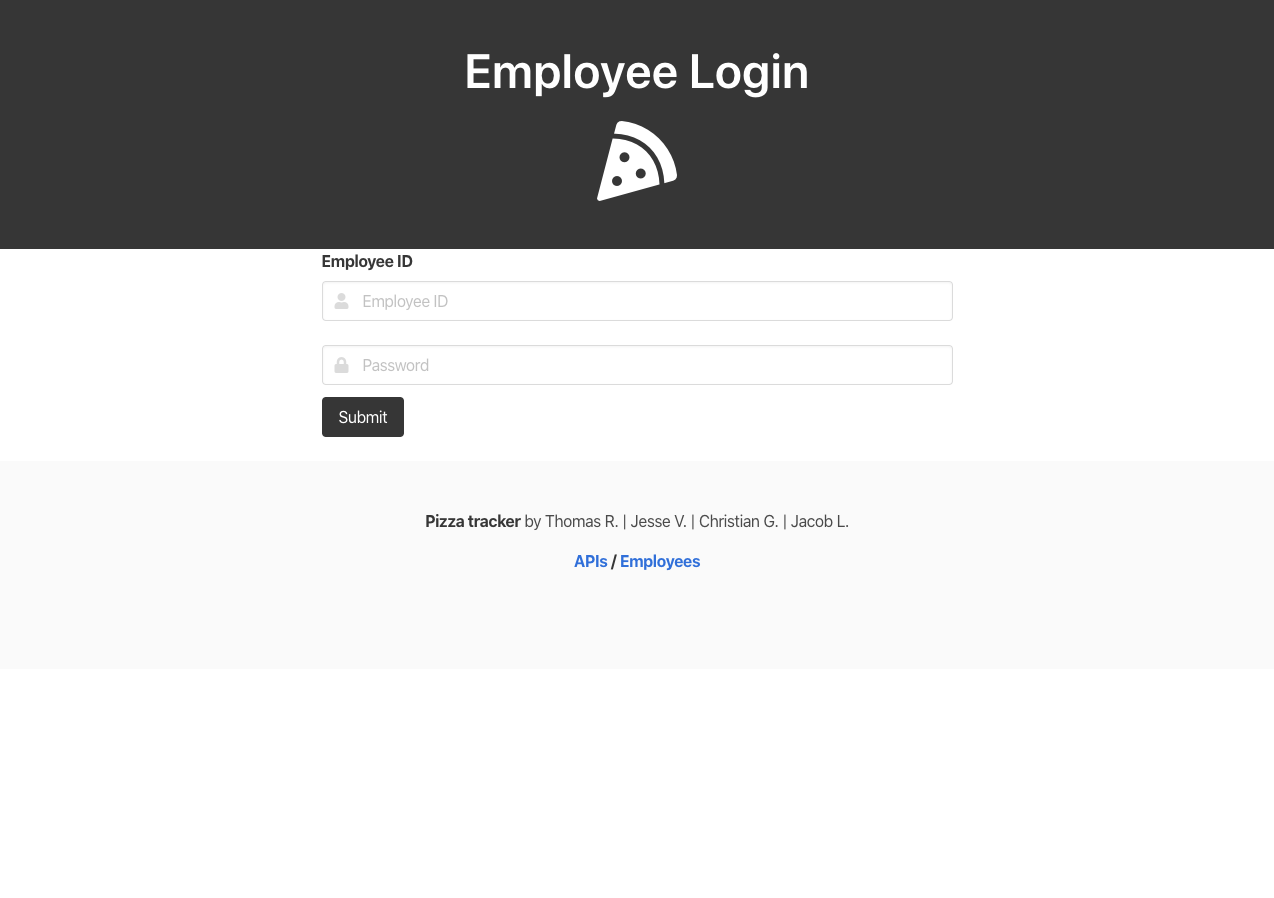 Employee Login
Employee ID
Employee ID
Password
Submit
Pizza tracker by Thomas R. | Jesse V. | Christian G. | Jacob L.
APIs / Employees